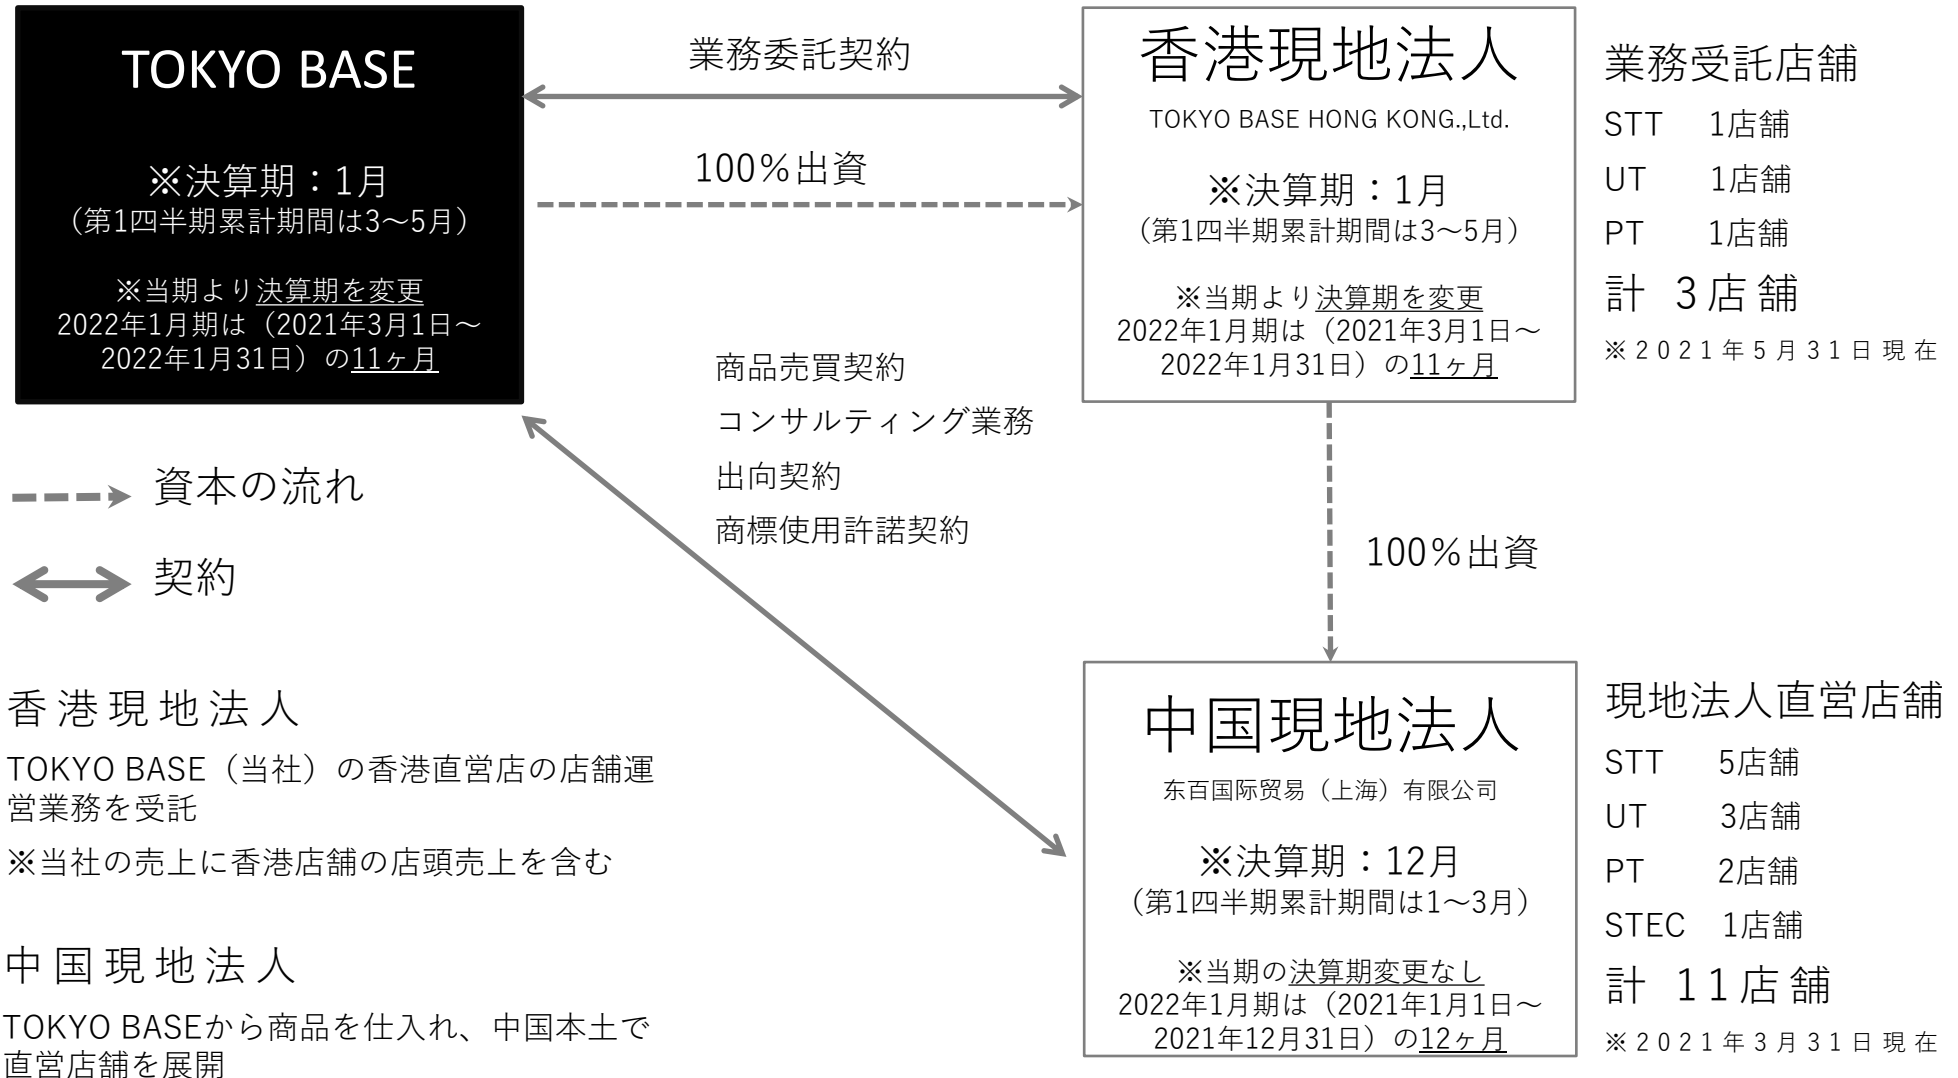 TOKYO BASE
※決算期：1月
（第1四半期累計期間は3～5月）
※当期より決算期を変更
2022年1月期は（2021年3月1日～
2022年1月31日）の11ヶ月
業務委託契約
100％出資
香港現地法人
TOKYO BASE HONG KONG.,Ltd.
※決算期：1月
（第1四半期累計期間は3～5月）
※当期より決算期を変更
2022年1月期は（2021年3月1日～
2022年1月31日）の11ヶ月
業務受託店舗
STT 1店舗
UT 1店舗
PT 1店舗
計 3店舗
※2021年5月31日現在
商品売買契約
コンサルティング業務
出向契約
商標使用許諾契約
資本の流れ
契約
100％出資
香港現地法人
TOKYO BASE（当社）の香港直営店の店舗運
営業務を受託
※当社の売上に香港店舗の店頭売上を含む
中国現地法人
TOKYO BASEから商品を仕入れ、中国本土で
直営店舗を展開
中国現地法人
东百国际贸易（上海）有限公司
※決算期：12月
（第1四半期累計期間は1～3月）
※当期の決算期変更なし
2022年1月期は（2021年1月1日～
2021年12月31日）の12ヶ月
現地法人直営店舗
STT 5店舗
UT 3店舗
PT 2店舗
STEC 1店舗
計 11店舗
※2021年3月31日現在